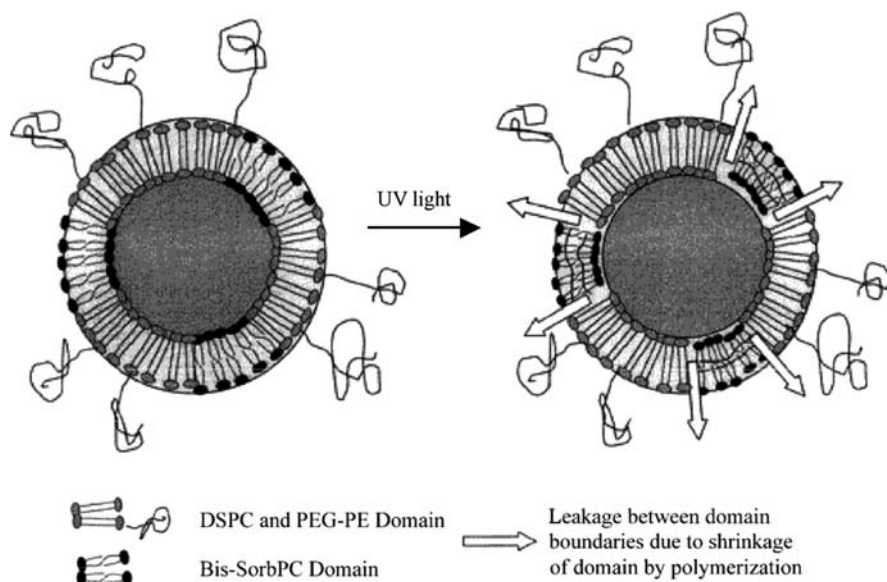 UV light
DSPC and PEG-PE Domain
Bis-SorbPC Domain
Leakage between domain
boundaries due to shrinkage
of domain by polymerization